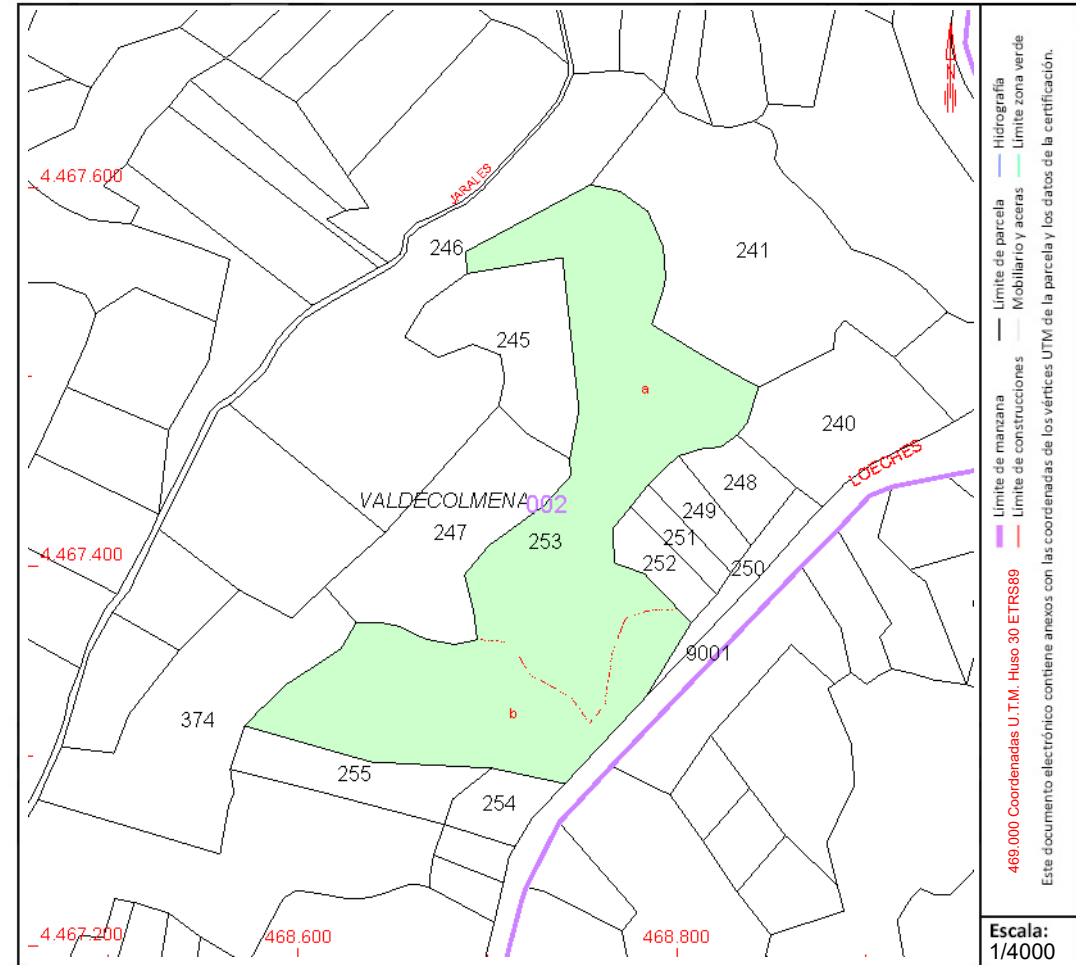 4.467.600
JARALES
246
241
245
a
240
LOECHES
248
VALDECOLMENA
002
249
247
253
251
4.467.400
252
250
9001
b
374
255
254
4.467.200
468.600
468.800
Límite de manzana
Límite de parcela
Hidrografía
Límite de construcciones
Mobiliario y aceras
Límite zona verde
469.000 Coordenadas U.T.M. Huso 30 ETRS89
Este documento electrónico contiene anexos con las coordenadas de los vértices UTM de la parcela y los datos de la certificación.
Escala:
1/4000